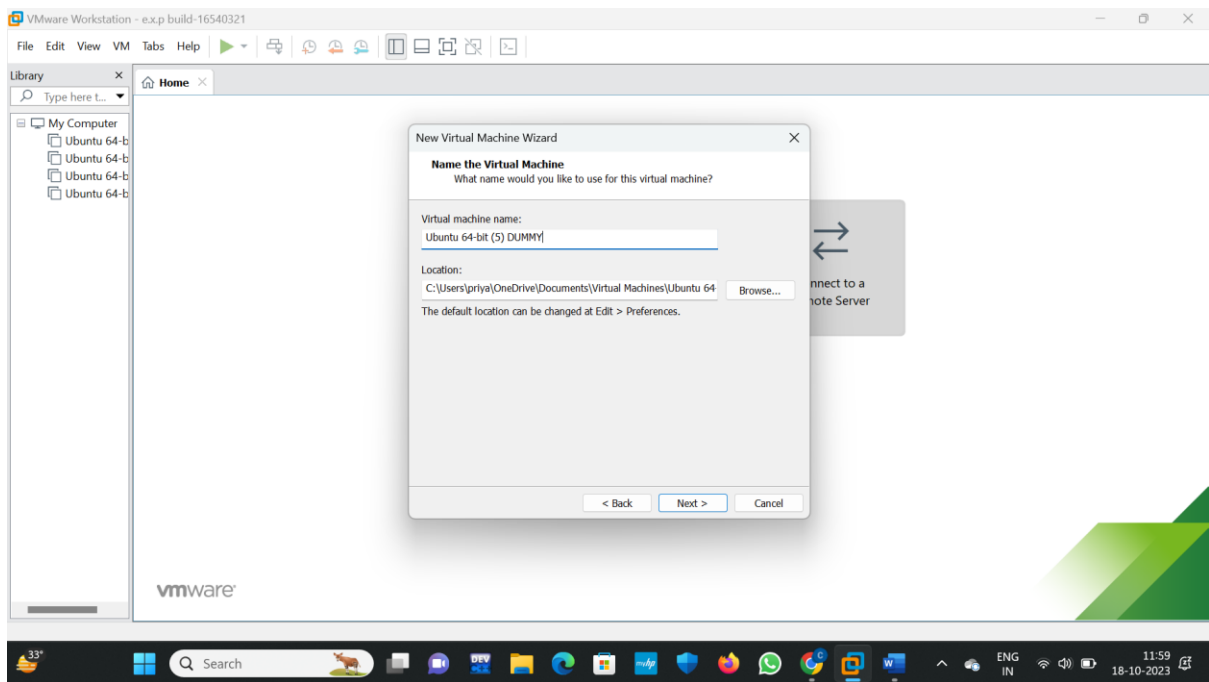 VMware Workstation - e.x.p build-16540321
File Edit View VM Tabs Help
Library
Home
Type here t...
My Computer
Ubuntu 64-b
Ubuntu 64-b
Ubuntu 64-b
Ubuntu 64-b
New Virtual Machine Wizard
Name the Virtual Machine
What name would you like to use for this virtual machine?
Virtual machine name:
Ubuntu 64-bit (5) DUMMY
Location:
C:\Users\priya\OneDrive\Documents\Virtual Machines\Ubuntu 64-
Browse...
The default location can be changed at Edit > Preferences.
nnect to a
note Server
< Back Next > Cancel
vmware
33°
Search
DEV
myhp
ENG
IN
11:59
18-10-2023